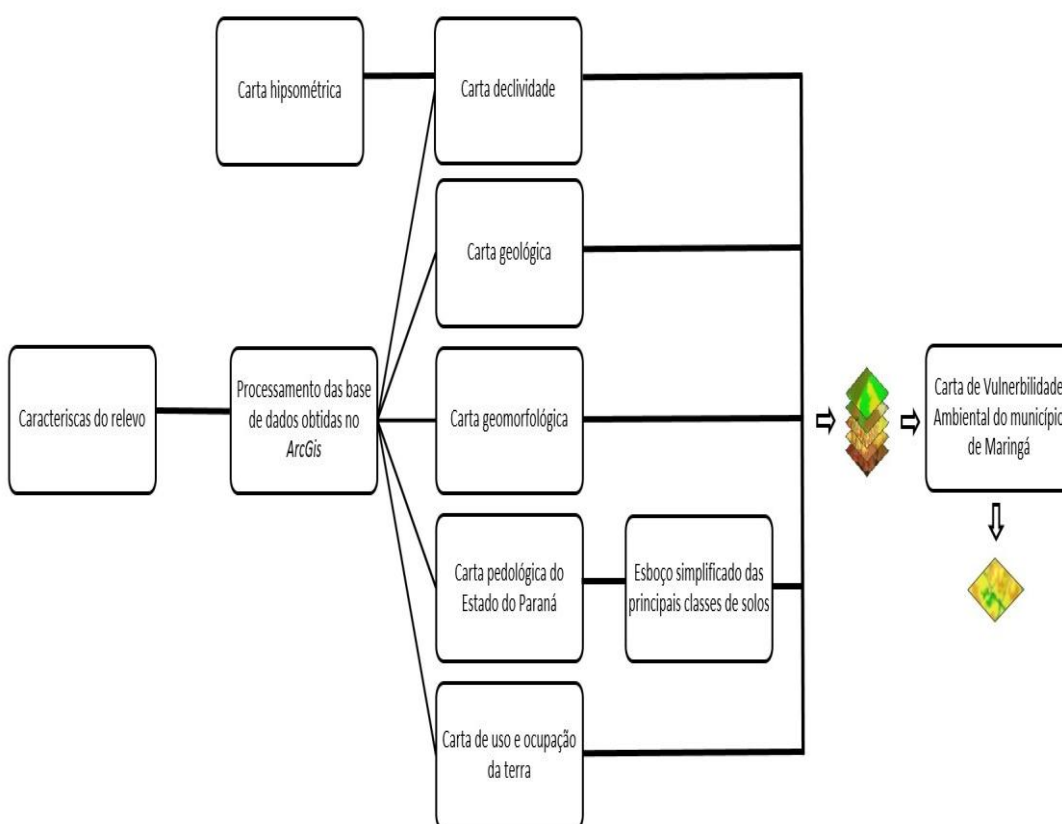 Carta hipsométrica
Carta declividade
Carta geológica
Caracteriscas do relevo
Processamento das base
de dados obtidas no
ArcGis
Carta geomorfológica
Carta de Vulnerbilidade
Ambiental do município
de Maringá
Carta pedológica do
Estado do Paraná
Esboço simplificado das
principais classes de solos
Carta de uso e ocupação
da terra